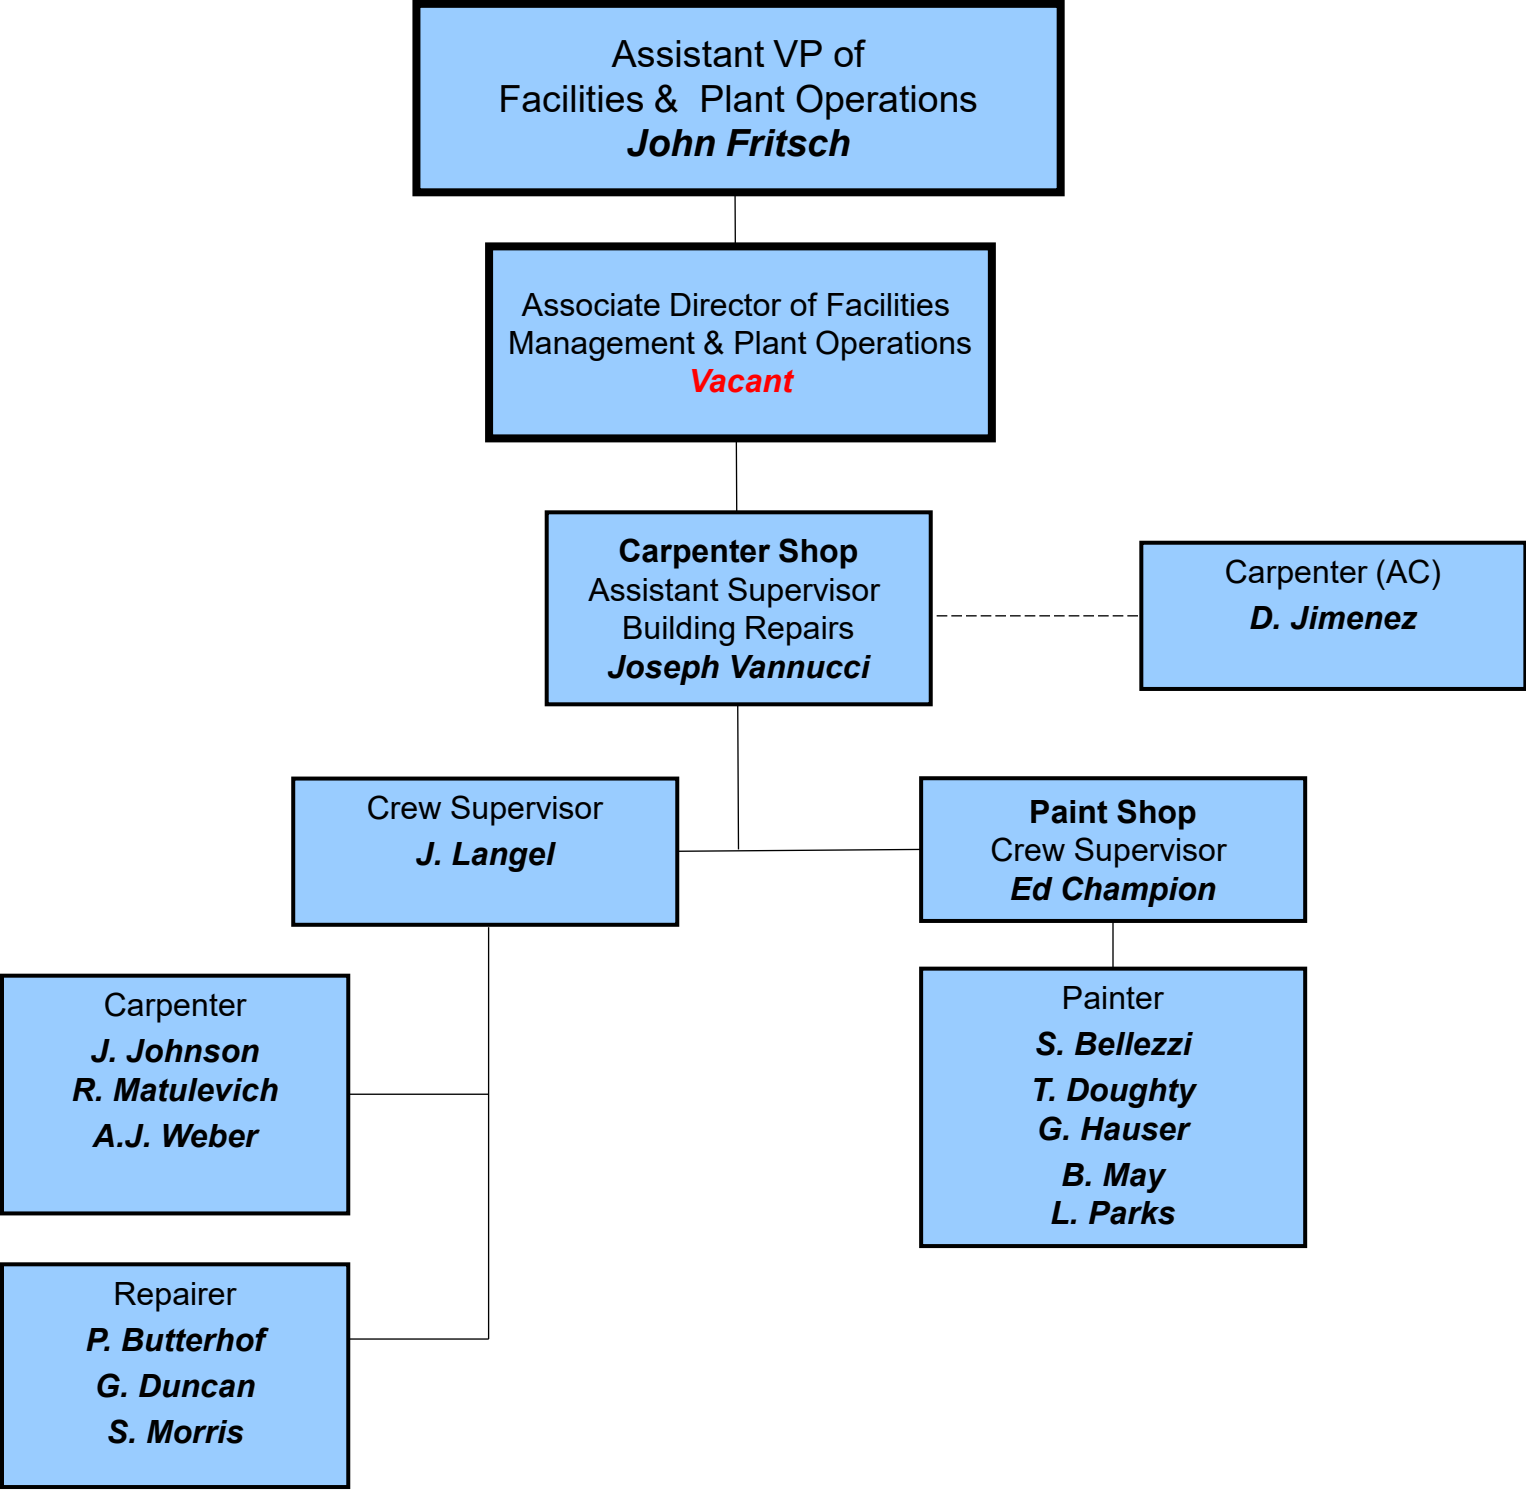 Assistant VP of
Facilities & Plant Operations
John Fritsch
Associate Director of Facilities
Management & Plant Operations
Vacant
Carpenter Shop
Assistant Supervisor
Building Repairs
Joseph Vannucci
Carpenter (AC)
D. Jimenez
Crew Supervisor
J. Langel
Paint Shop
Crew Supervisor
Ed Champion
Carpenter
J. Johnson
R. Matulevich
A.J. Weber
Painter
S. Bellezzi
T. Doughty
G. Hauser
B. May
L. Parks
Repairer
P. Butterhof
G. Duncan
S. Morris